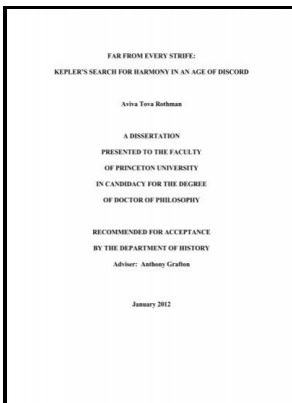 FAR FROM EVERY STRIFE:
KEPLER'S SEARCH FOR HARMONY IN AN AGE OF DISCORD
Aviva Tova Rothman
A DISSERTATION
PRESENTED TO THE FACULTY
OF PRINCETON UNIVERSITY
IN CANDIDACY FOR THE DEGREE
OF DOCTOR OF PHILOSOPHY
RECOMMENDED FOR ACCEPTANCE
BY THE DEPARTMENT OF HISTORY
Adviser: Anthony Grafton
January 2012